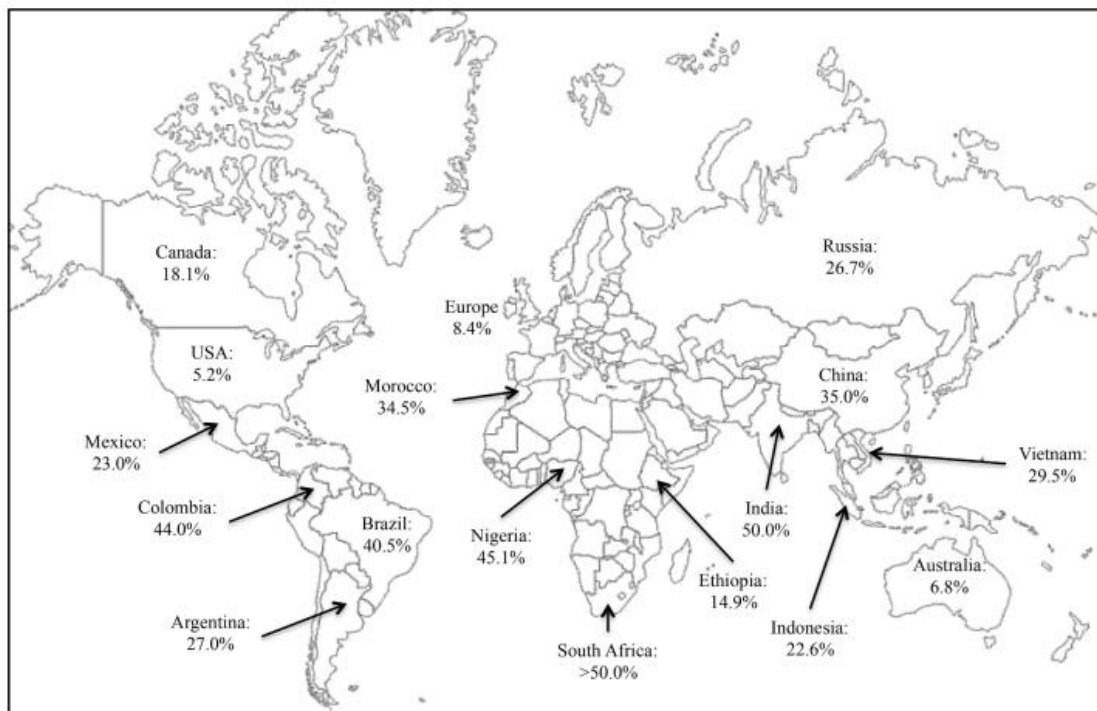 Canada:
18.1%
Russia:
26.7%
Europe
8.4%
USA:
5.2%
Morocco:
34.5%
China:
35.0%
Mexico:
23.0%
Vietnam:
29.5%
Colombia:
44.0%
Brazil:
40.5%
Nigeria:
45.1%
India:
50.0%
Ethiopia:
14.9%
Australia:
6.8%
Argentina:
27.0%
South Africa:
>50.0%
Indonesia:
22.6%